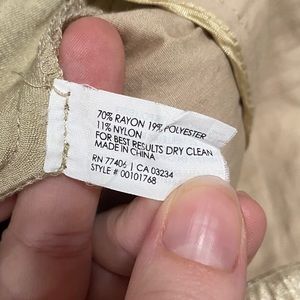 70% RAYON 19% POLYESTER
11% NYLON
FOR BEST RESULTS DRY CLEAN
MADE IN CHINA
RN 77406 | CA 03234
STYLE # 00101768